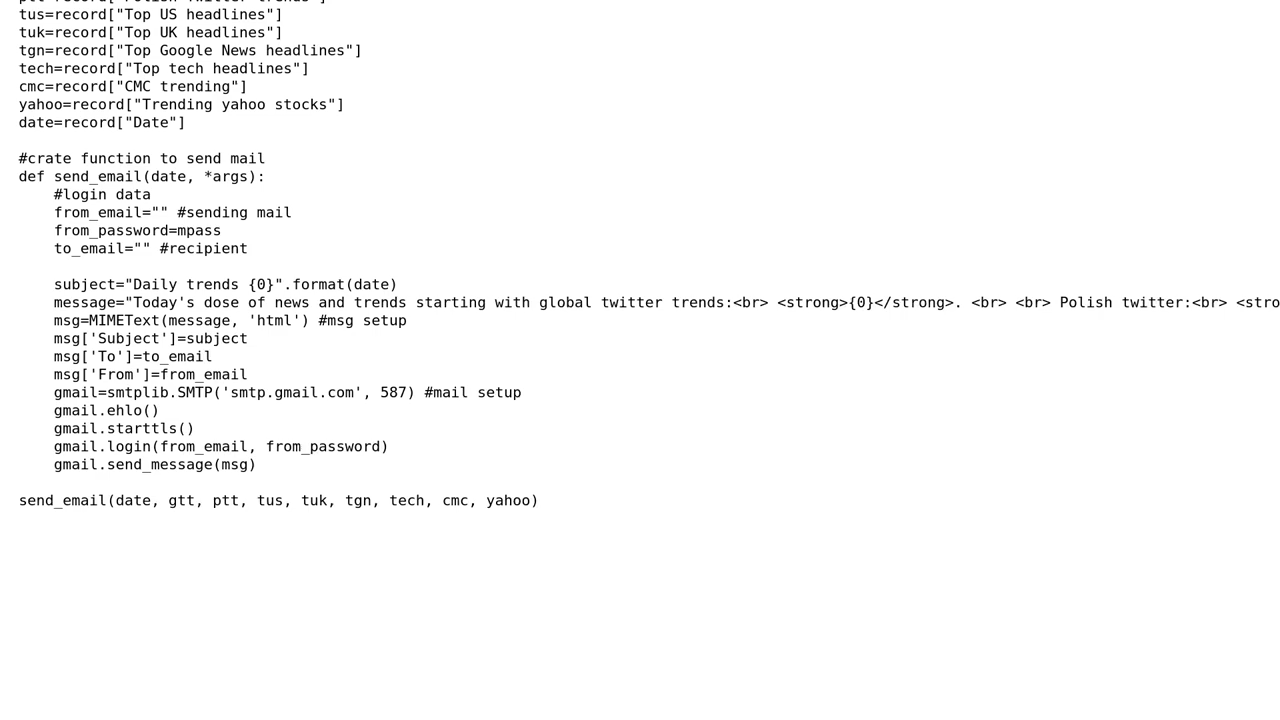 tus=record["Top US headlines"]
tuk=record["Top UK headlines"]
tgn=record["Top Google News headlines"]
tech=record["Top tech headlines"]
cmc=record["CMC trending"]
yahoo=record["Trending yahoo stocks"]
date=record["Date"]

#crate function to send mail
def send_email(date, *args):
    #login data
    from_email="" #sending mail
    from_password=mpass
    to_email="" #recipient

    subject="Daily trends {0}".format(date)
    message="Today's dose of news and trends starting with global twitter trends:<br> <strong>{0}</strong>. <br> <br> Polish twitter:<br> <stro
    msg=MIMEText(message, 'html') #msg setup
    msg['Subject']=subject
    msg['To']=to_email
    msg['From']=from_email
    gmail=smtplib.SMTP('smtp.gmail.com', 587) #mail setup
    gmail.ehlo()
    gmail.starttls()
    gmail.login(from_email, from_password)
    gmail.send_message(msg)

send_email(date, gtt, ptt, tus, tuk, tgn, tech, cmc, yahoo)